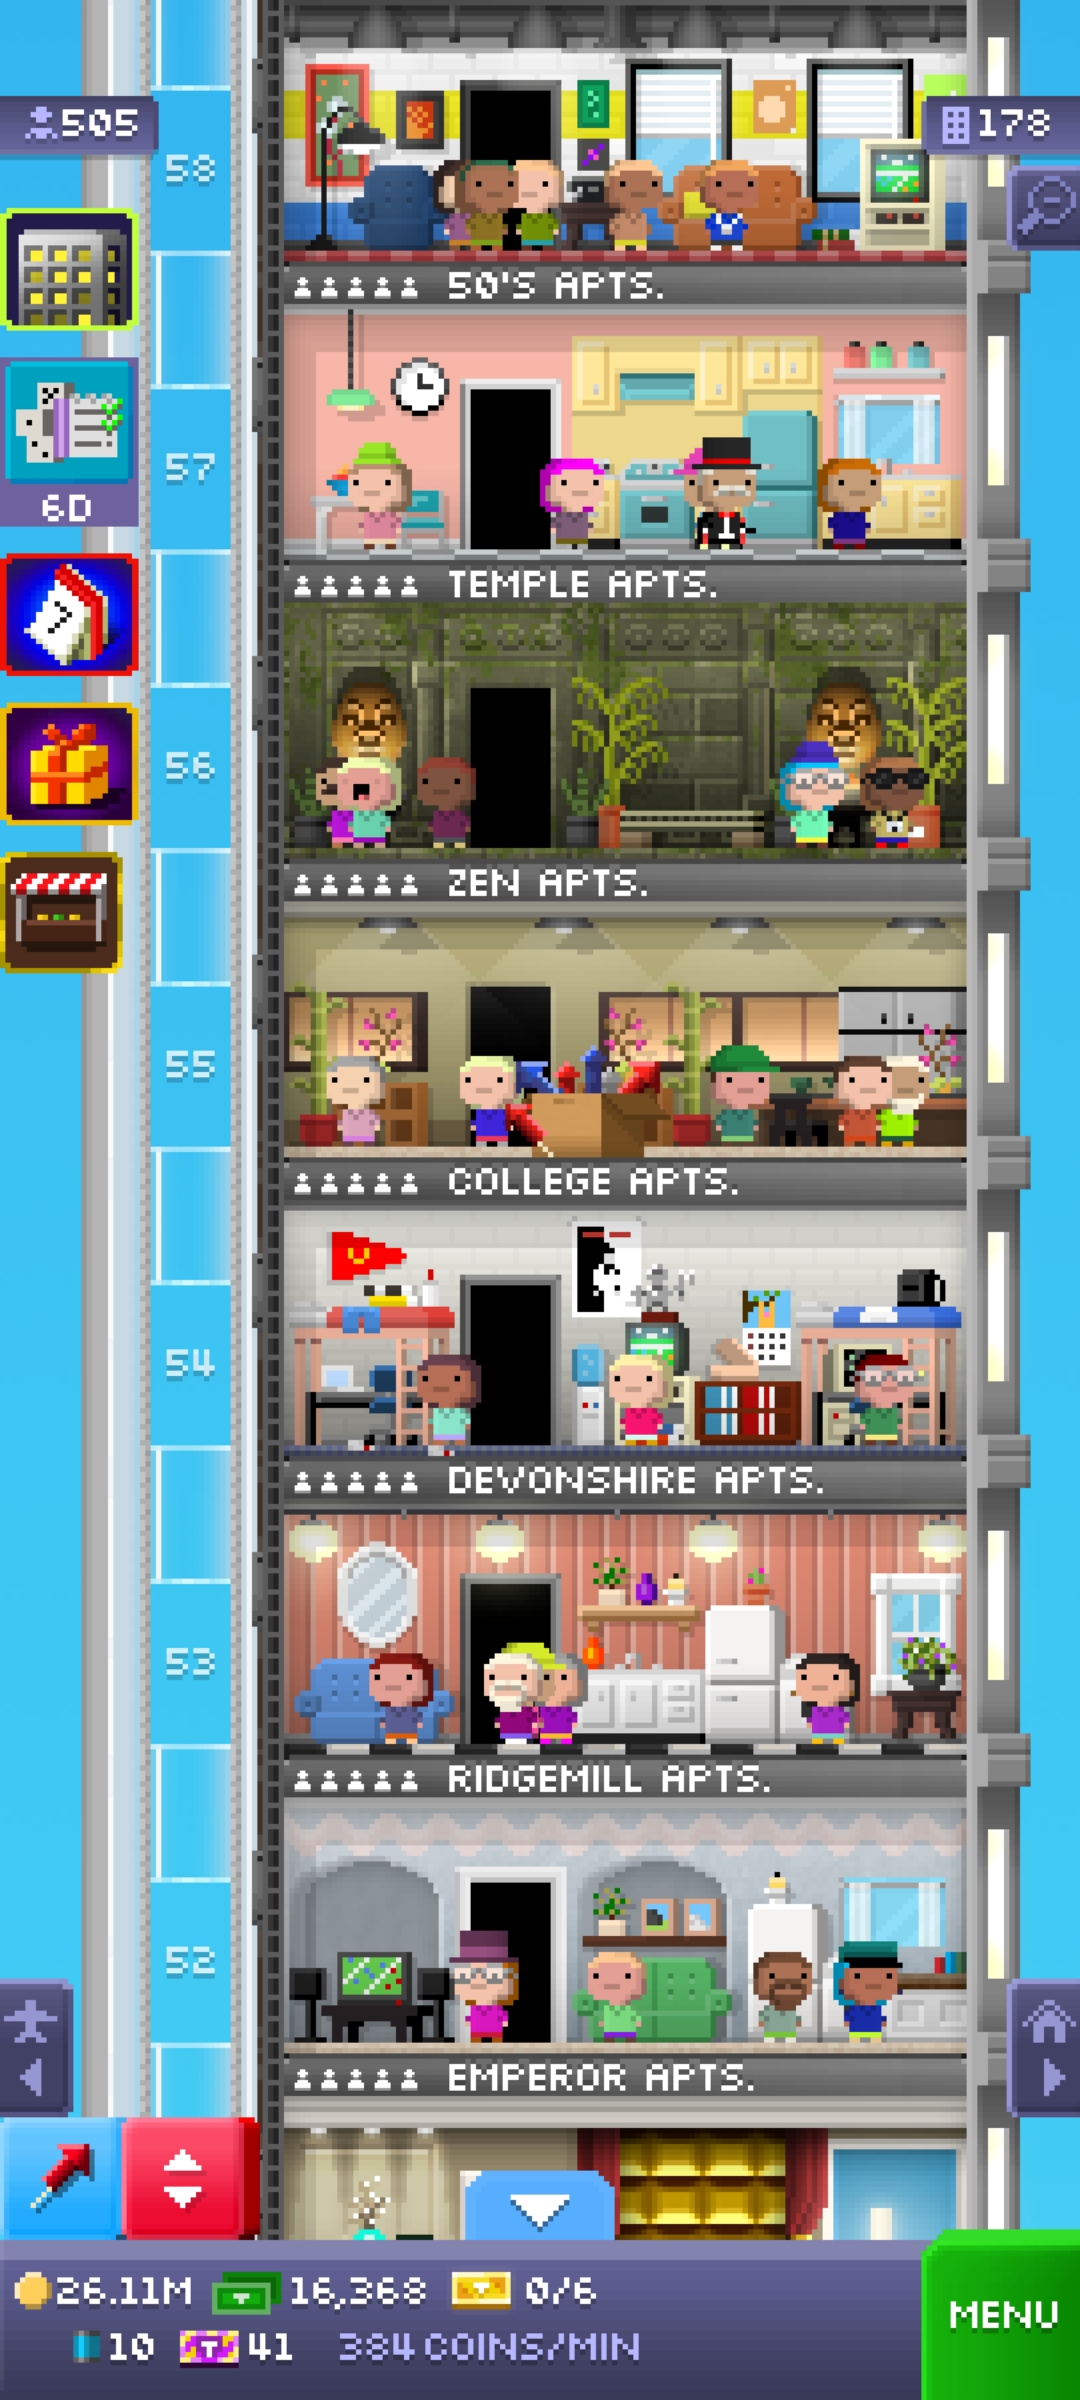 505
178
58
50'S APTS.
57
6D
TEMPLE APTS.
7
56
ZEN APTS.
55
COLLEGE APTS.
54
DEVONSHIRE APTS.
53
RIDGEMILL APTS.
52
EMPEROR APTS.
26.11M 16,368 0/6
MENU
10 T 41 384 COINS/MIN